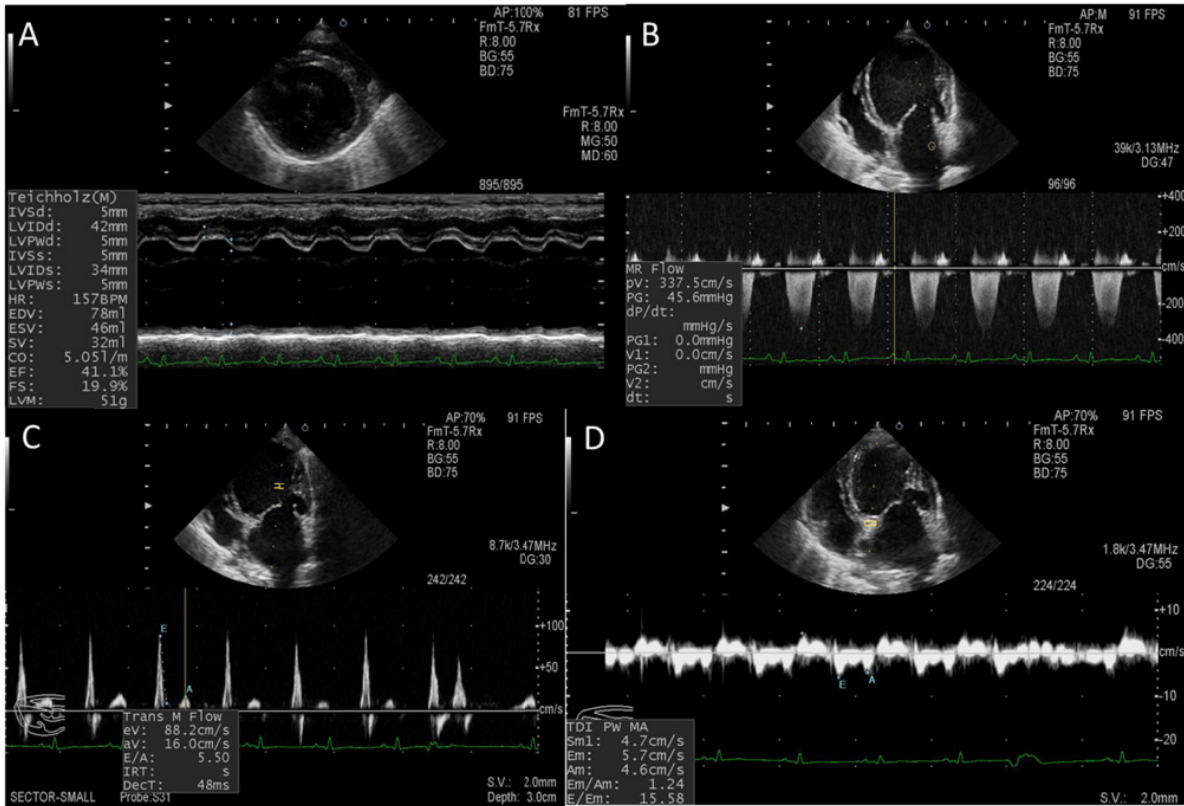 A
AP:100% 81 FPS
FmT-5.7Rx
R:8.00
BG:55
BD:75
FmT-5.7Rx
R:8.00
MG:50
MD:60
895/895
Teichholz(M)
IVSd: 5mm
LVIDd: 42mm
LVPWd: 5mm
IVSs: 5mm
LVIDs: 34mm
LVPWs: 5mm
HR: 157BPM
EDV: 78ml
ESV: 46ml
SV: 32ml
CO: 5.05l/m
EF: 41.1%
FS: 19.9%
LVM: 51g
B
AP:M 91 FPS
FmT-5.7Rx
R:8.00
BG:55
BD:75
39k/3.13MHz
DG:47
96/96
+400
+200
cm/s
-200
-400
MR Flow
pV: 337.5cm/s
PG: 45.6mmHg
dP/dt:
mmHg/s
PG1: 0.0mmHg
V1: 0.0cm/s
PG2: mmHg
V2: cm/s
dt: s
C
AP:70% 91 FPS
FmT-5.7Rx
R:8.00
BG:55
BD:75
8.7k/3.47MHz
DG:30
242/242
+100
+50
cm/s
-50
E
A
Trans M Flow
eV: 88.2cm/s
aV: 16.0cm/s
E/A: 5.50
IRT: s
DecT: 48ms
SECTOR-SMALL Probe:S31
S.V.: 2.0mm
Depth: 3.0cm
D
AP:70% 91 FPS
FmT-5.7Rx
R:8.00
BG:55
BD:75
1.8k/3.47MHz
DG:55
224/224
+10
cm/s
-10
-20
E
A
TDI PW MA
Sm1: 4.7cm/s
Em: 5.7cm/s
Am: 4.6cm/s
Em/Am: 1.24
E/Em: 15.58
S.V.: 2.0mm